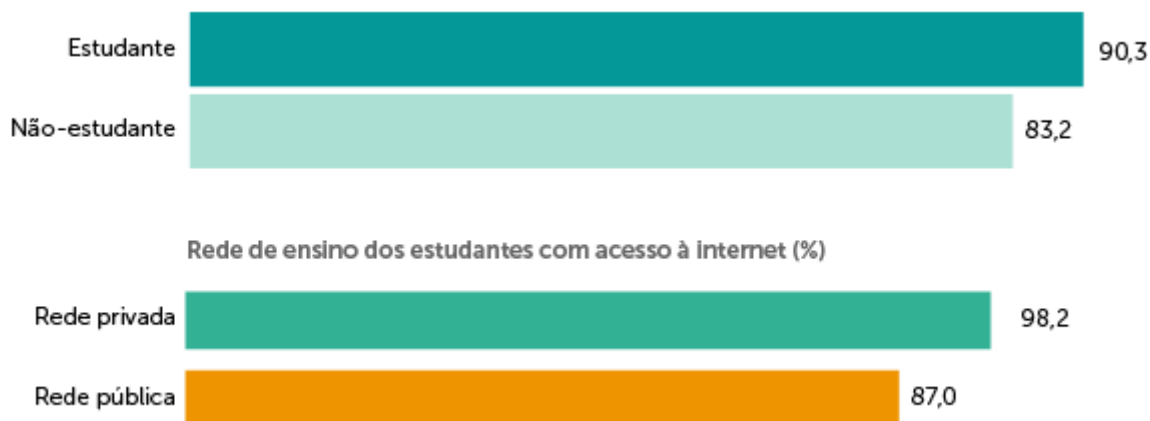 Estudante 90,3
Não-estudante 83,2
Rede de ensino dos estudantes com acesso à internet (%)
Rede privada 98,2
Rede pública 87,0